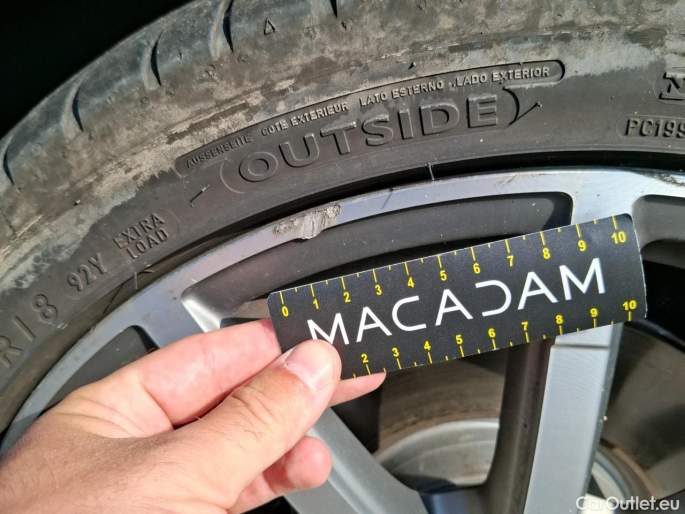 AUSSENSEITE COTE EXTERIEUR LATO ESTERNO LADO EXTERIOR
OUTSIDE
PC199
R18 92Y EXTRA
LOAD
0 1 2 3 4 5 6 7 8 9 10
MACADAM
2 3 4 5 6 7 8 9 10
CarOutlet.eu